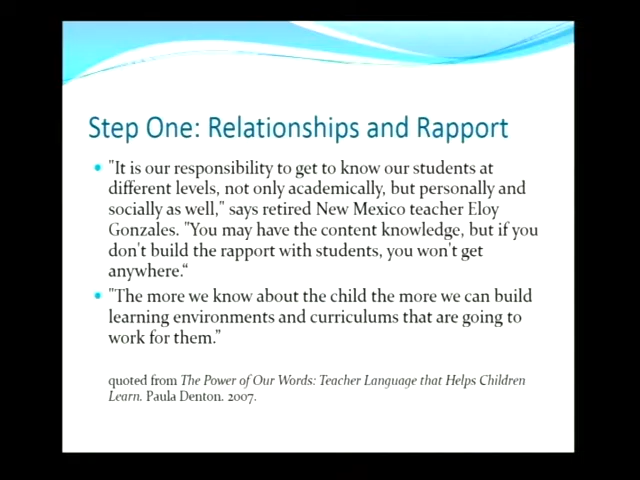 Step One: Relationships and Rapport
• "It is our responsibility to get to know our students at
different levels, not only academically, but personally and
socially as well," says retired New Mexico teacher Eloy
Gonzales. "You may have the content knowledge, but if you
don't build the rapport with students, you won't get
anywhere.“
• "The more we know about the child the more we can build
learning environments and curriculums that are going to
work for them.”
quoted from The Power of Our Words: Teacher Language that Helps Children
Learn. Paula Denton. 2007.